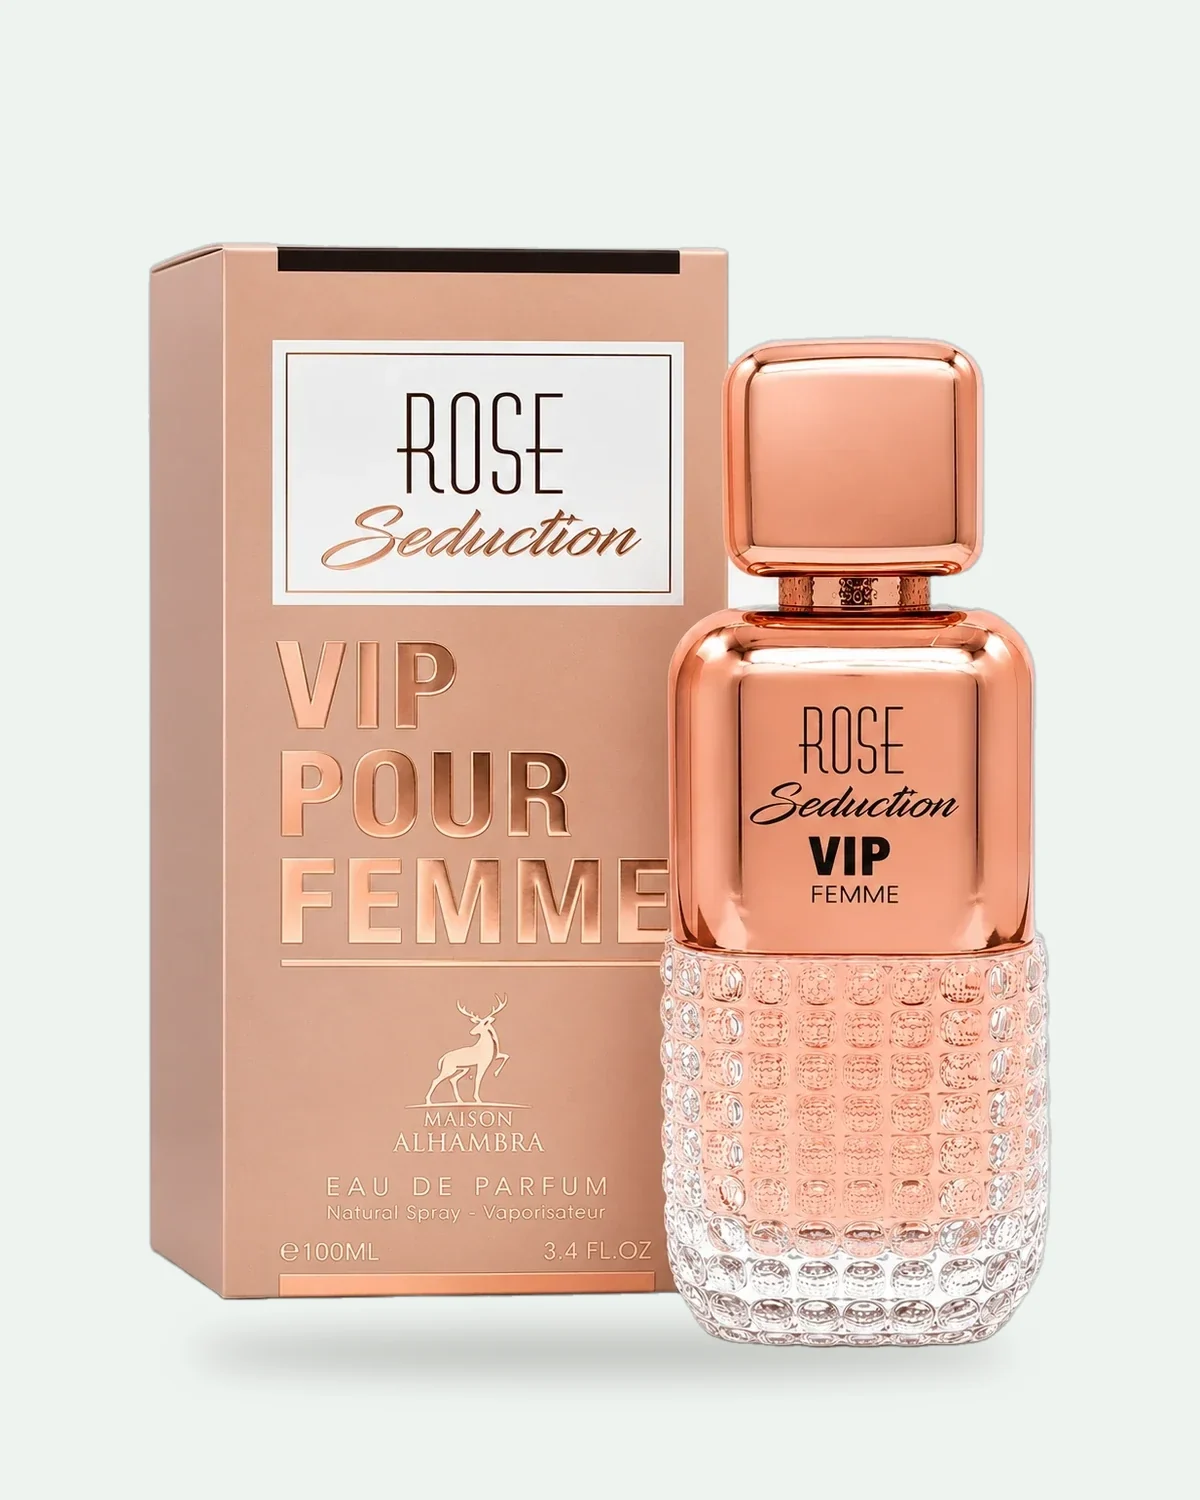 ROSE
Seduction
VIP
POUR
FEMME
MAISON
ALHAMBRA
EAU DE PARFUM
Natural Spray - Vaporisateur
℮100ML 3.4 FL.OZ
ROSE
Seduction
VIP
FEMME